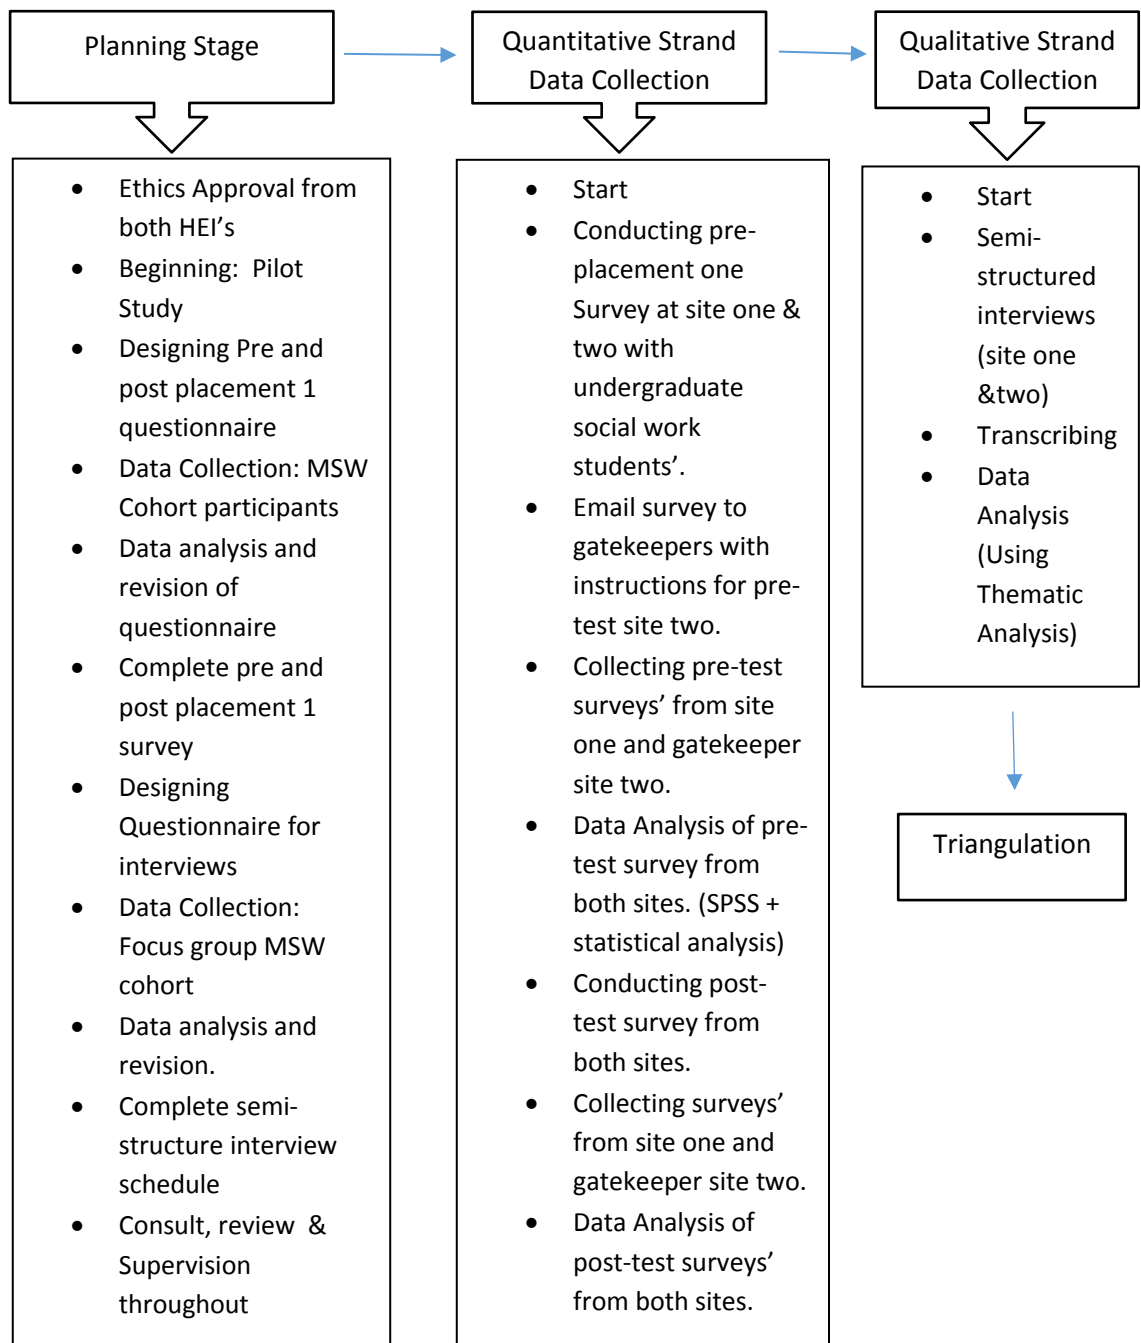 Planning Stage
Quantitative Strand
Data Collection
Qualitative Strand
Data Collection
• Ethics Approval from
both HEI’s
• Beginning: Pilot
Study
• Designing Pre and
post placement 1
questionnaire
• Data Collection: MSW
Cohort participants
• Data analysis and
revision of
questionnaire
• Complete pre and
post placement 1
survey
• Designing
Questionnaire for
interviews
• Data Collection:
Focus group MSW
cohort
• Data analysis and
revision.
• Complete semi-
structure interview
schedule
• Consult, review &
Supervision
throughout
• Start
• Conducting pre-
placement one
Survey at site one &
two with
undergraduate
social work
students’.
• Email survey to
gatekeepers with
instructions for pre-
test site two.
• Collecting pre-test
surveys’ from site
one and gatekeeper
site two.
• Data Analysis of pre-
test survey from
both sites. (SPSS +
statistical analysis)
• Conducting post-
test survey from
both sites.
• Collecting surveys’
from site one and
gatekeeper site two.
• Data Analysis of
post-test surveys’
from both sites.
• Start
• Semi-
structured
interviews
(site one
&two)
• Transcribing
• Data
Analysis
(Using
Thematic
Analysis)
Triangulation